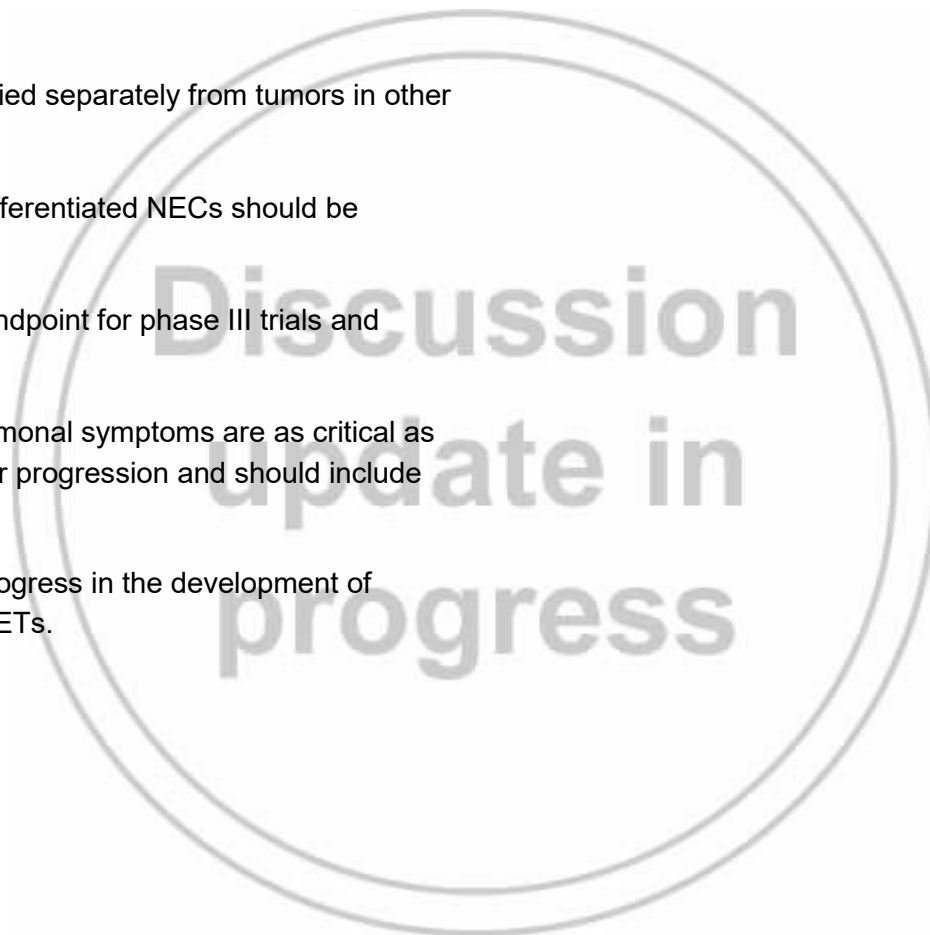 ied separately from tumors in other
fferentiated NECs should be
ndpoint for phase III trials and
monal symptoms are as critical as
r progression and should include
ogress in the development of
ETs.
Discussion
update in
progress